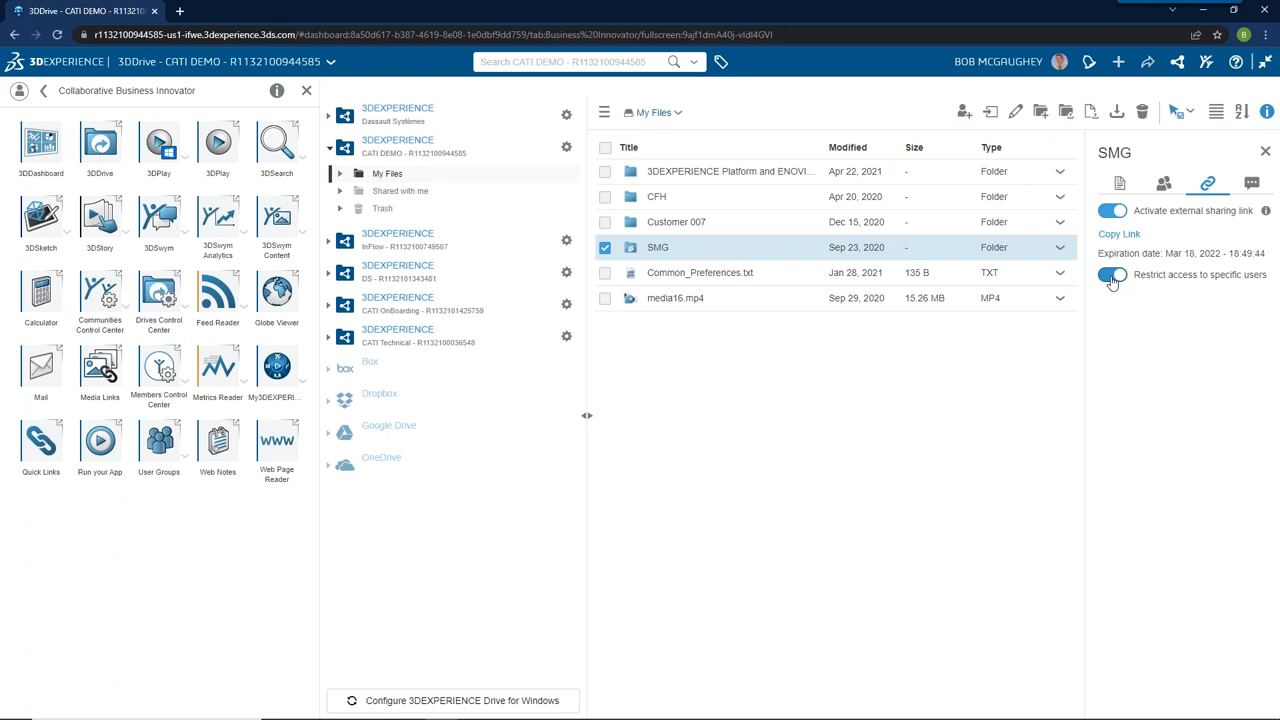 3DDrive - CATI DEMO - R1132101
r1132100944585-us1-ifwe.3dexperience.3ds.com/#dashboard:8a50d617-b387-4619-8e08-1e0dbf9dd759/tab:Business%20Innovator/fullscreen:9ajf1dmA40j-vIdI4GVI
B
3DEXPERIENCE | 3DDrive - CATI DEMO - R1132100944585
Search CATI DEMO - R1132100944585
BOB MCGAUGHEY
Collaborative Business Innovator
3DDashboard
3DDrive
3DPlay
3DPlay
3DSearch
3DSketch
3DStory
3DSwym
3DSwym
Analytics
3DSwym
Content
Calculator
Communities
Control Center
Drives Control
Center
Feed Reader
Globe Viewer
Mail
Media Links
Members Control
Center
Metrics Reader
My3DEXPERI...
Quick Links
Run your App
User Groups
Web Notes
www
Web Page
Reader
3DEXPERIENCE
Dassault Systèmes
3DEXPERIENCE
CATI DEMO - R1132100944585
My Files
Shared with me
Trash
3DEXPERIENCE
InFlow - R1132100749507
3DEXPERIENCE
DS - R1132101343481
3DEXPERIENCE
CATI OnBoarding - R1132101425759
3DEXPERIENCE
CATI Technical - R1132100036548
box Box
Dropbox
Google Drive
OneDrive
Configure 3DEXPERIENCE Drive for Windows
My Files
Title Modified Size Type
3DEXPERIENCE Platform and ENOVI... Apr 22, 2021 - Folder
CFH Apr 20, 2020 - Folder
Customer 007 Dec 15, 2020 - Folder
SMG Sep 23, 2020 - Folder
Common_Preferences.txt Jan 28, 2021 135 B TXT
media16.mp4 Sep 29, 2020 15.26 MB MP4
SMG
Activate external sharing link
Copy Link
Expiration date: Mar 18, 2022 - 18:49:44
Restrict access to specific users